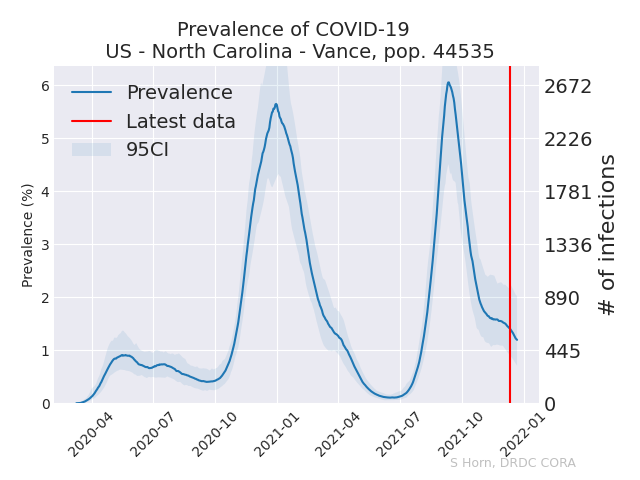 Prevalence of COVID-19
US - North Carolina - Vance, pop. 44535
Prevalence (%)
6
5
4
3
2
1
0
Prevalence
Latest data
95CI
2672
2226
1781
1336
890
445
0
# of infections
2020-04
2020-07
2020-10
2021-01
2021-04
2021-07
2021-10
2022-01
S Horn, DRDC CORA